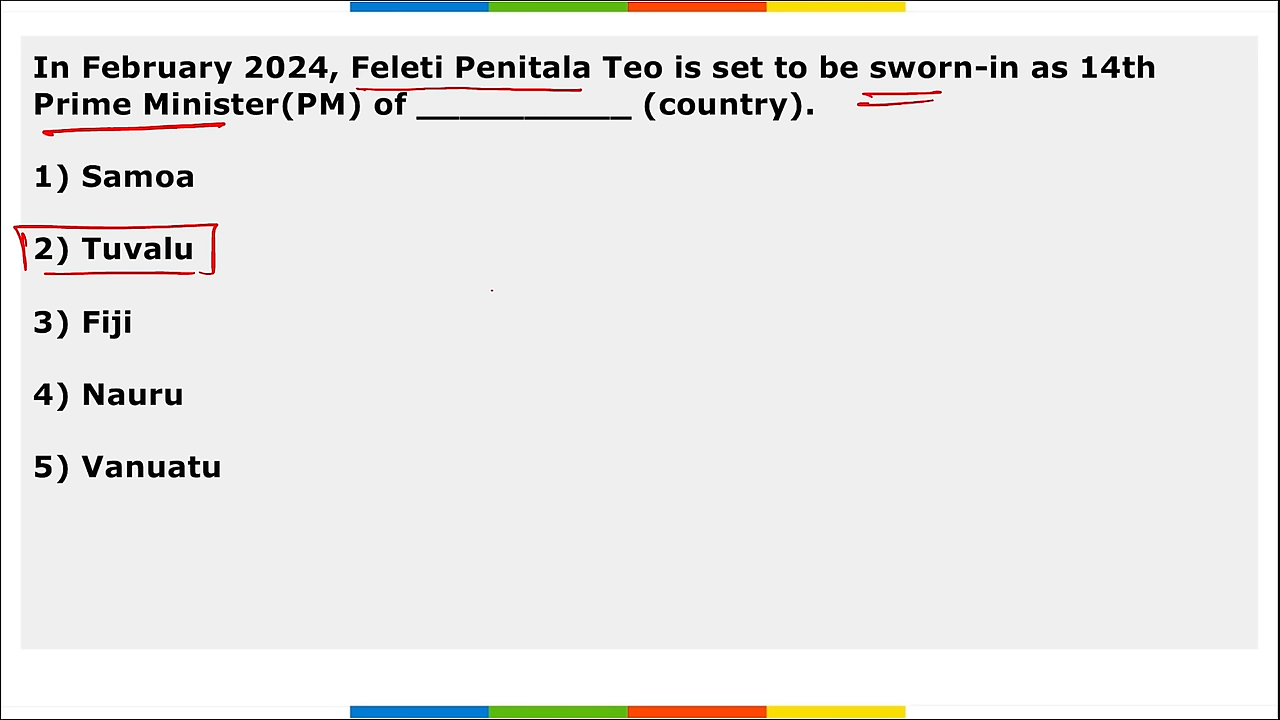 In February 2024, Feleti Penitala Teo is set to be sworn-in as 14th
Prime Minister(PM) of ____________ (country).
1) Samoa
2) Tuvalu
3) Fiji
4) Nauru
5) Vanuatu